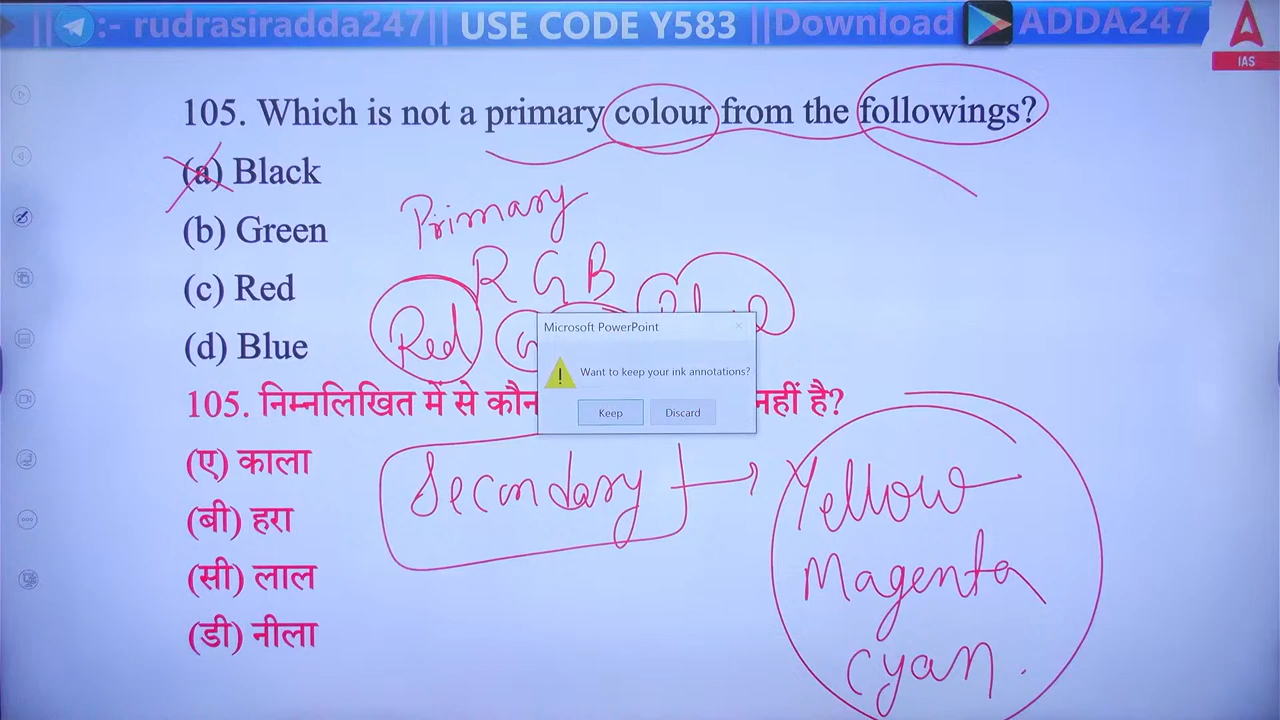 ||:- rudrasiradda247|| USE CODE Y583 ||Download ADDA247
IAS
105. Which is not a primary colour from the followings?
(a) Black
(b) Green
(c) Red
(d) Blue
Primary
R G B
Red G
Microsoft PowerPoint
Want to keep your ink annotations?
Keep Discard
105. निम्नलिखित में से कौन नहीं है?
(ए) काला
(बी) हरा
(सी) लाल
(डी) नीला
Secondary
Yellow
Magenta
Cyan.